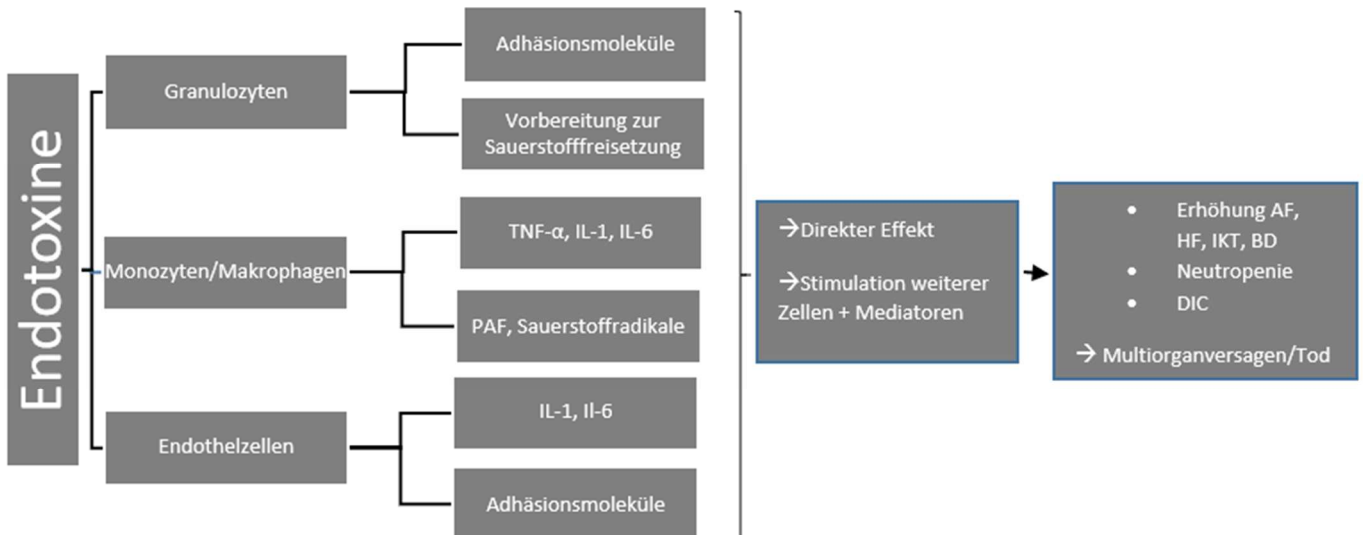 Endotoxine
Granulozyten
Adhäsionsmoleküle
Vorbereitung zur
Sauerstofffreisetzung
Monozyten/Makrophagen
TNF-α, IL-1, IL-6
PAF, Sauerstoffradikale
Endothelzellen
IL-1, Il-6
Adhäsionsmoleküle
→Direkter Effekt
→Stimulation weiterer
Zellen + Mediatoren
• Erhöhung AF,
HF, IKT, BD
• Neutropenie
• DIC
→ Multiorganversagen/Tod